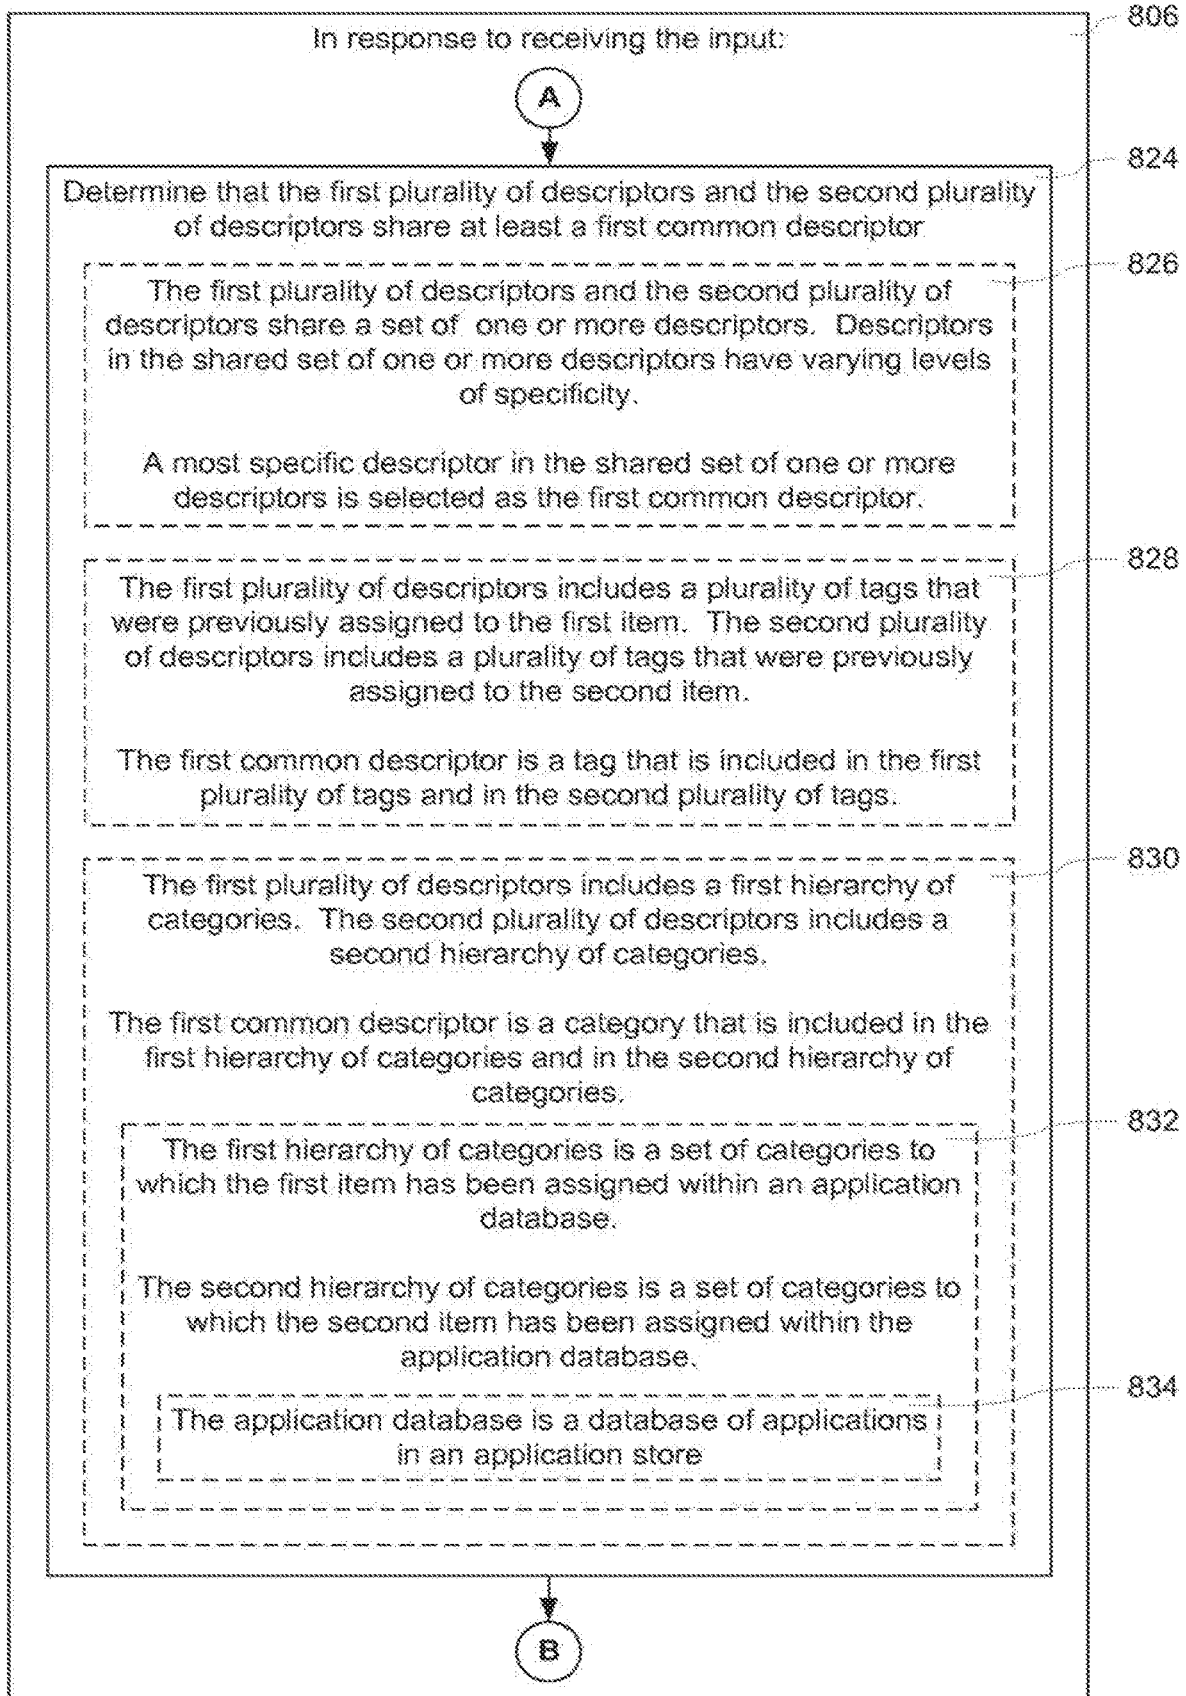 806
In response to receiving the input:
A
824
Determine that the first plurality of descriptors and the second plurality
of descriptors share at least a first common descriptor
826
The first plurality of descriptors and the second plurality of
descriptors share a set of one or more descriptors. Descriptors
in the shared set of one or more descriptors have varying levels
of specificity.
A most specific descriptor in the shared set of one or more
descriptors is selected as the first common descriptor.
828
The first plurality of descriptors includes a plurality of tags that
were previously assigned to the first item. The second plurality
of descriptors includes a plurality of tags that were previously
assigned to the second item.
The first common descriptor is a tag that is included in the first
plurality of tags and in the second plurality of tags.
830
The first plurality of descriptors includes a first hierarchy of
categories. The second plurality of descriptors includes a
second hierarchy of categories.
The first common descriptor is a category that is included in the
first hierarchy of categories and in the second hierarchy of
categories.
832
The first hierarchy of categories is a set of categories to
which the first item has been assigned within an application
database.
The second hierarchy of categories is a set of categories to
which the second item has been assigned within the
application database.
834
The application database is a database of applications
in an application store
B